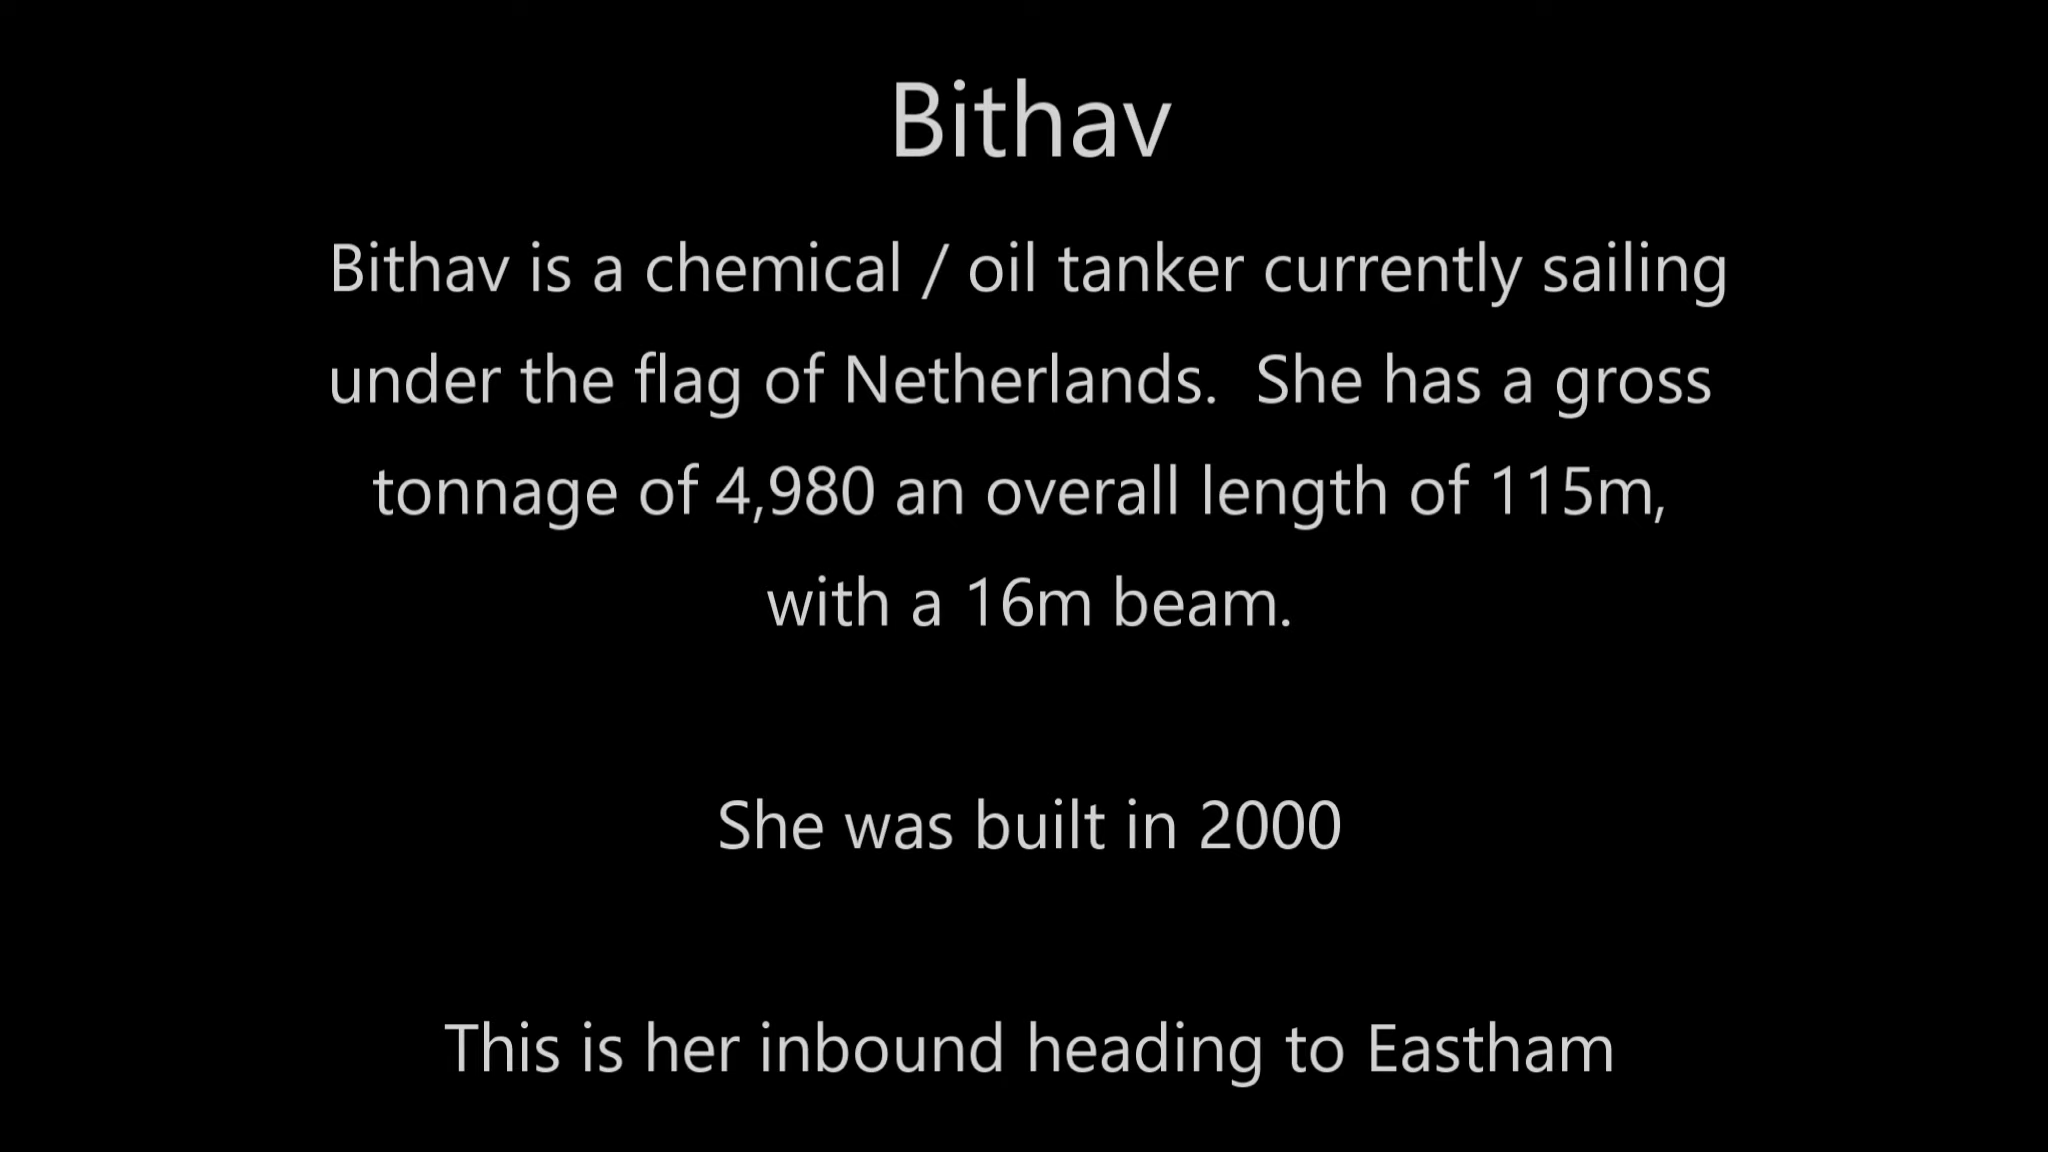 Bithav
Bithav is a chemical / oil tanker currently sailing
under the flag of Netherlands.  She has a gross
tonnage of 4,980 an overall length of 115m,
with a 16m beam.
She was built in 2000
This is her inbound heading to Eastham